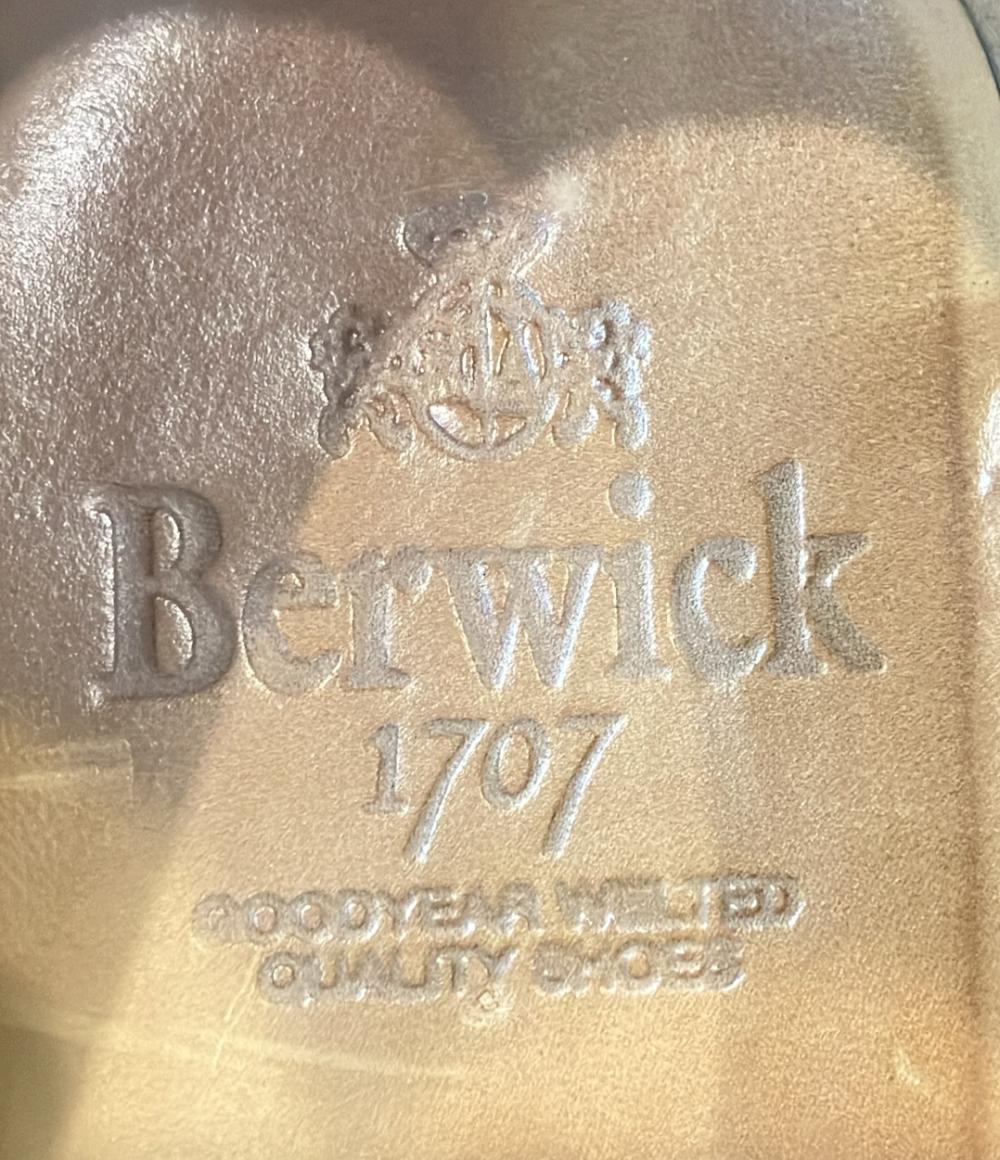 Berwick
1707
GOODYEAR WELTED
QUALITY SHOES